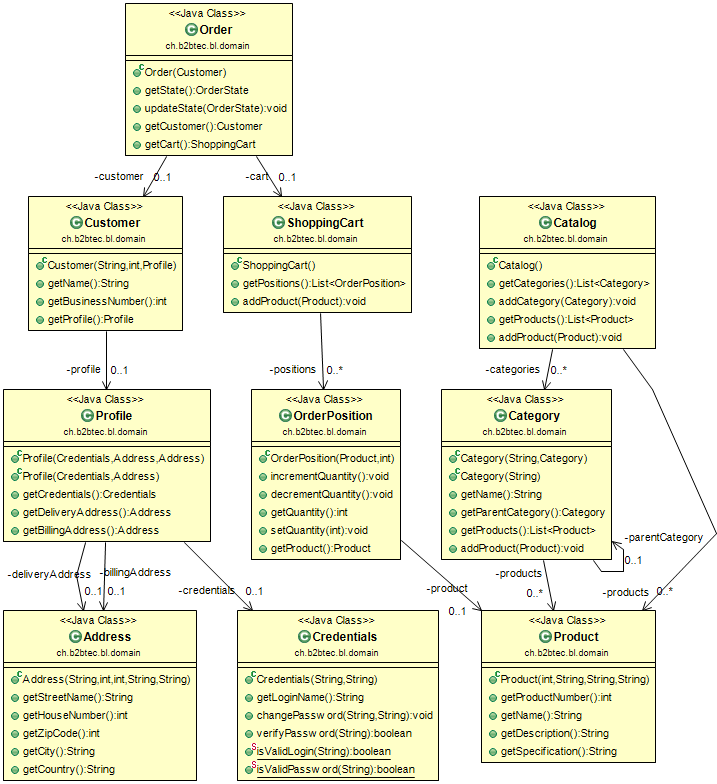 <<Java Class>>
Order
ch.b2btec.bl.domain
Order(Customer)
getState():OrderState
updateState(OrderState):void
getCustomer():Customer
getCart():ShoppingCart
-customer 0..1
-cart 0..1
<<Java Class>>
Customer
ch.b2btec.bl.domain
Customer(String,int,Profile)
getName():String
getBusinessNumber():int
getProfile():Profile
<<Java Class>>
ShoppingCart
ch.b2btec.bl.domain
ShoppingCart()
getPositions():List<OrderPosition>
addProduct(Product):void
<<Java Class>>
Catalog
ch.b2btec.bl.domain
Catalog()
getCategories():List<Category>
addCategory(Category):void
getProducts():List<Product>
addProduct(Product):void
-profile 0..1
-positions 0..*
-categories 0..*
<<Java Class>>
Profile
ch.b2btec.bl.domain
Profile(Credentials,Address,Address)
Profile(Credentials,Address)
getCredentials():Credentials
getDeliveryAddress():Address
getBillingAddress():Address
<<Java Class>>
OrderPosition
ch.b2btec.bl.domain
OrderPosition(Product,int)
incrementQuantity():void
decrementQuantity():void
getQuantity():int
setQuantity(int):void
getProduct():Product
<<Java Class>>
Category
ch.b2btec.bl.domain
Category(String,Category)
Category(String)
getName():String
getParentCategory():Category
getProducts():List<Product>
addProduct(Product):void
-parentCategory
0..1
-deliveryAddress
0..1
-billingAddress
0..1
-credentials 0..1
-product
0..1
-products
0..*
-products 0..*
<<Java Class>>
Address
ch.b2btec.bl.domain
Address(String,int,int,String,String)
getStreetName():String
getHouseNumber():int
getZipCode():int
getCity():String
getCountry():String
<<Java Class>>
Credentials
ch.b2btec.bl.domain
Credentials(String,String)
getLoginName():String
changePassword(String,String):void
verifyPassword(String):boolean
isValidLogin(String):boolean
isValidPassword(String):boolean
<<Java Class>>
Product
ch.b2btec.bl.domain
Product(int,String,String,String)
getProductNumber():int
getName():String
getDescription():String
getSpecification():String